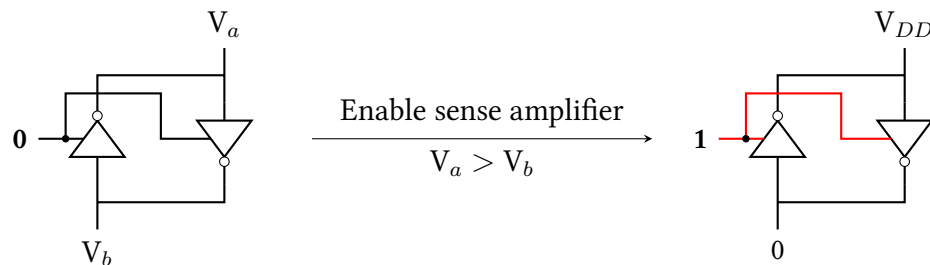 V_a
0
V_b
Enable sense amplifier
V_a > V_b
V_DD
1
0